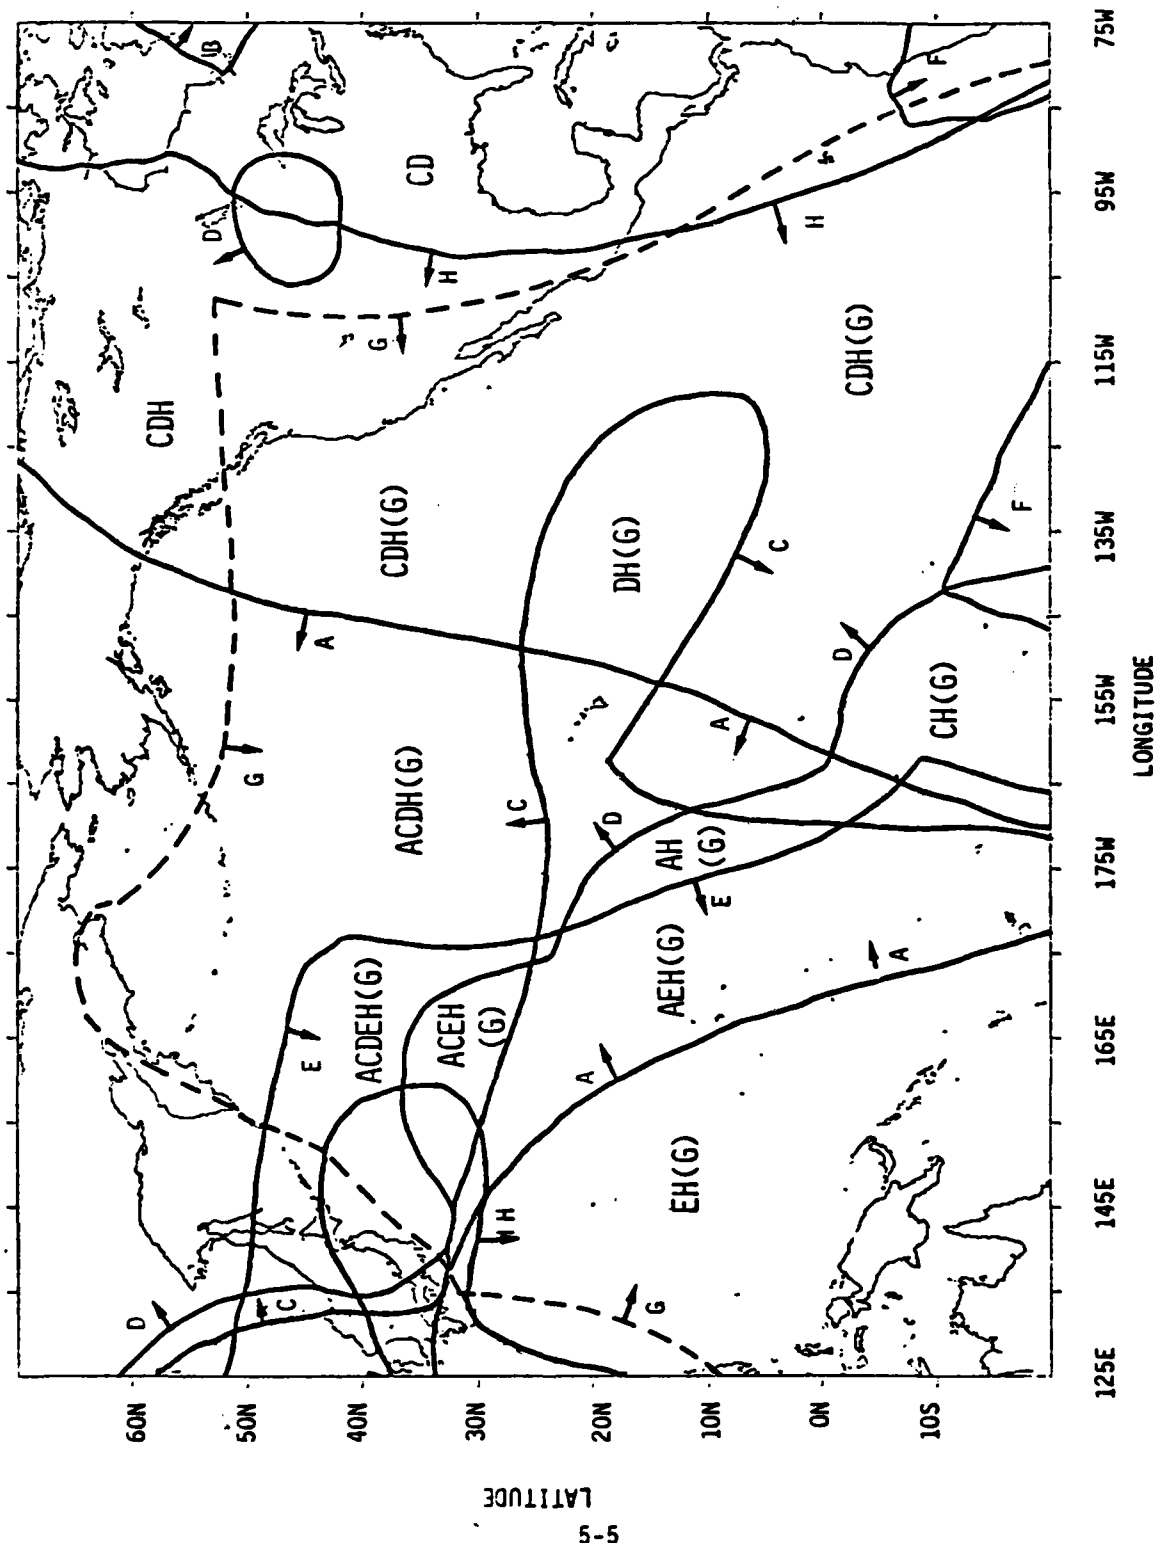 75W
95W
115W
135W
155W
175W
165E
145E
125E
LONGITUDE
60N
50N
40N
30N
20N
10N
0N
10S
LATITUDE
5-5
B
D
CD
H
H
F
G
CDH
CDH(G)
CDH(G)
A
DH(G)
C
F
D
A
CH(G)
G
ACDH(G)
C
D
AH
(G)
E
ACDEH(G)
ACEH
(G)
AEH(G)
A
E
A
EH(G)
H
D
C
G